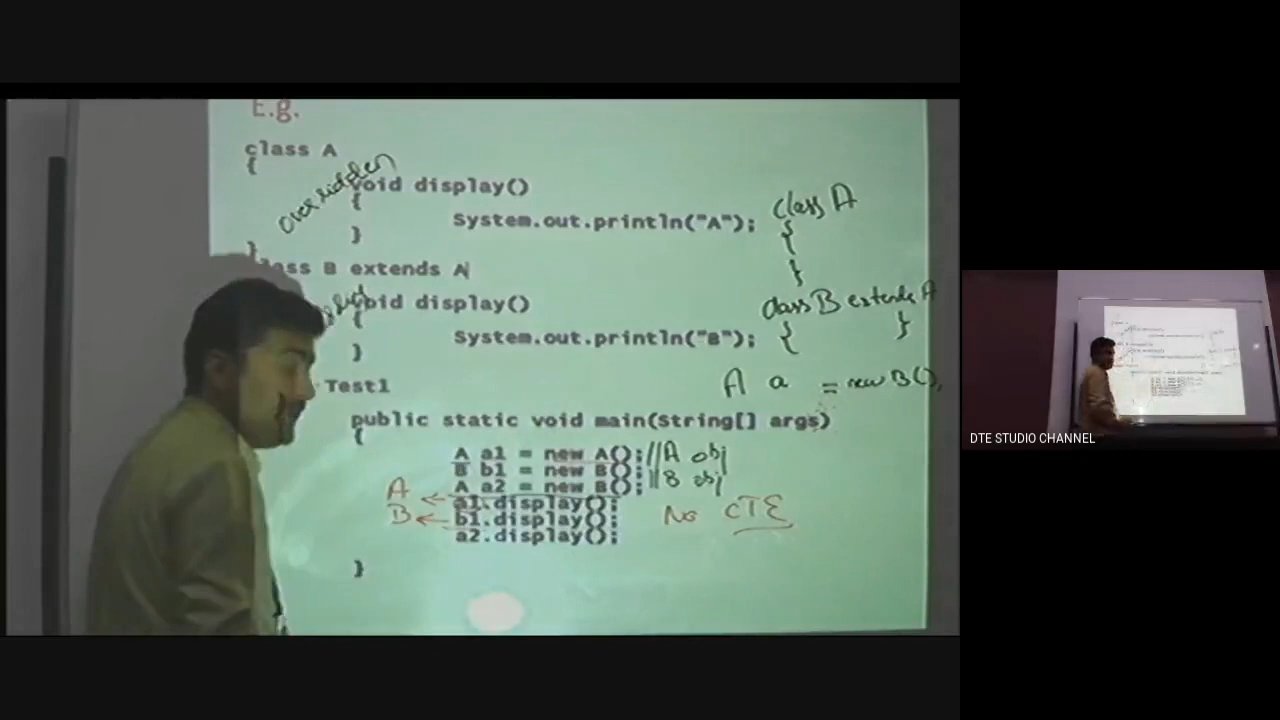 E.g.
class A
{
overridden
void display()
{
System.out.println("A");
}
}
class A
{
}
class B extends A
void display()
{
System.out.println("B");
}
class B extends A
{
}
A a = new B();
Test1
public static void main(String[] args)
{
A a1 = new A(); //A obj
B b1 = new B(); //B obj
A a2 = new B();
A ← a1.display();
B ← b1.display();
a2.display();
No CTE
}
DTE STUDIO CHANNEL